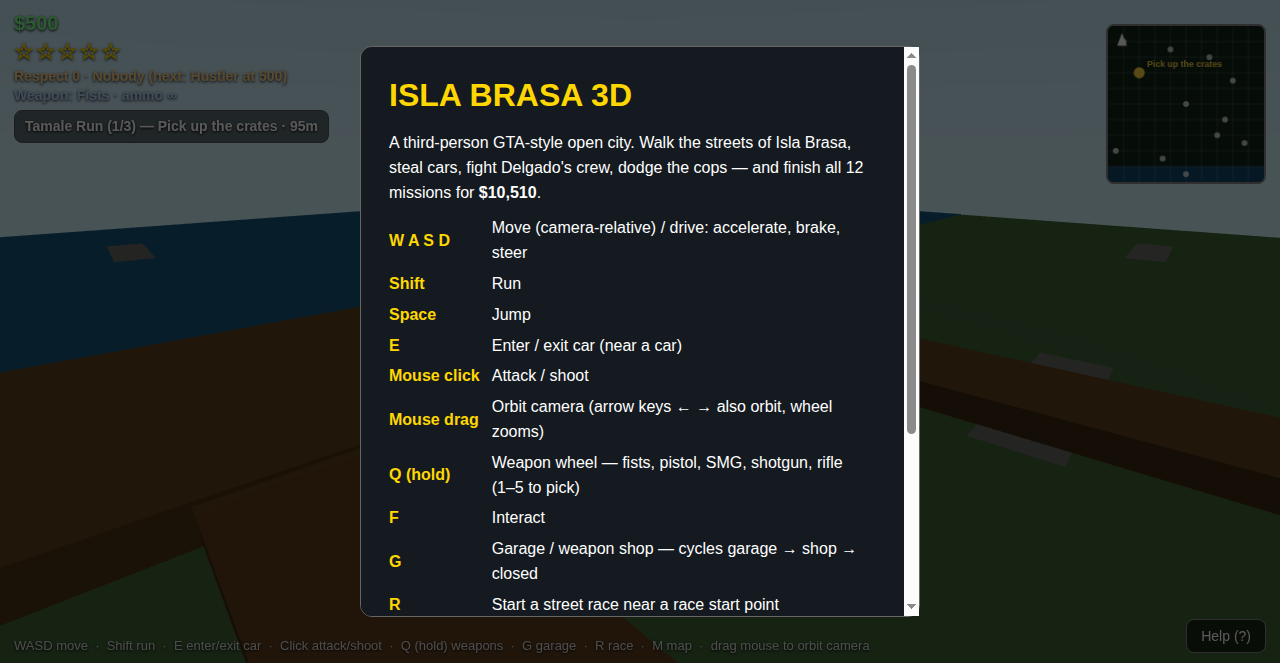 $500
☆☆☆☆☆
Respect 0 · Nobody (next: Hustler at 500)
Weapon: Fists · ammo ∞
Tamale Run (1/3) — Pick up the crates · 95m
Pick up the crates
ISLA BRASA 3D
A third-person GTA-style open city. Walk the streets of Isla Brasa,
steal cars, fight Delgado's crew, dodge the cops — and finish all 12
missions for $10,510.
W A S D Move (camera-relative) / drive: accelerate, brake,
steer
Shift Run
Space Jump
E Enter / exit car (near a car)
Mouse click Attack / shoot
Mouse drag Orbit camera (arrow keys ← → also orbit, wheel
zooms)
Q (hold) Weapon wheel — fists, pistol, SMG, shotgun, rifle
(1–5 to pick)
F Interact
G Garage / weapon shop — cycles garage → shop →
closed
R Start a street race near a race start point
WASD move · Shift run · E enter/exit car · Click attack/shoot · Q (hold) weapons · G garage · R race · M map · drag mouse to orbit camera
Help (?)